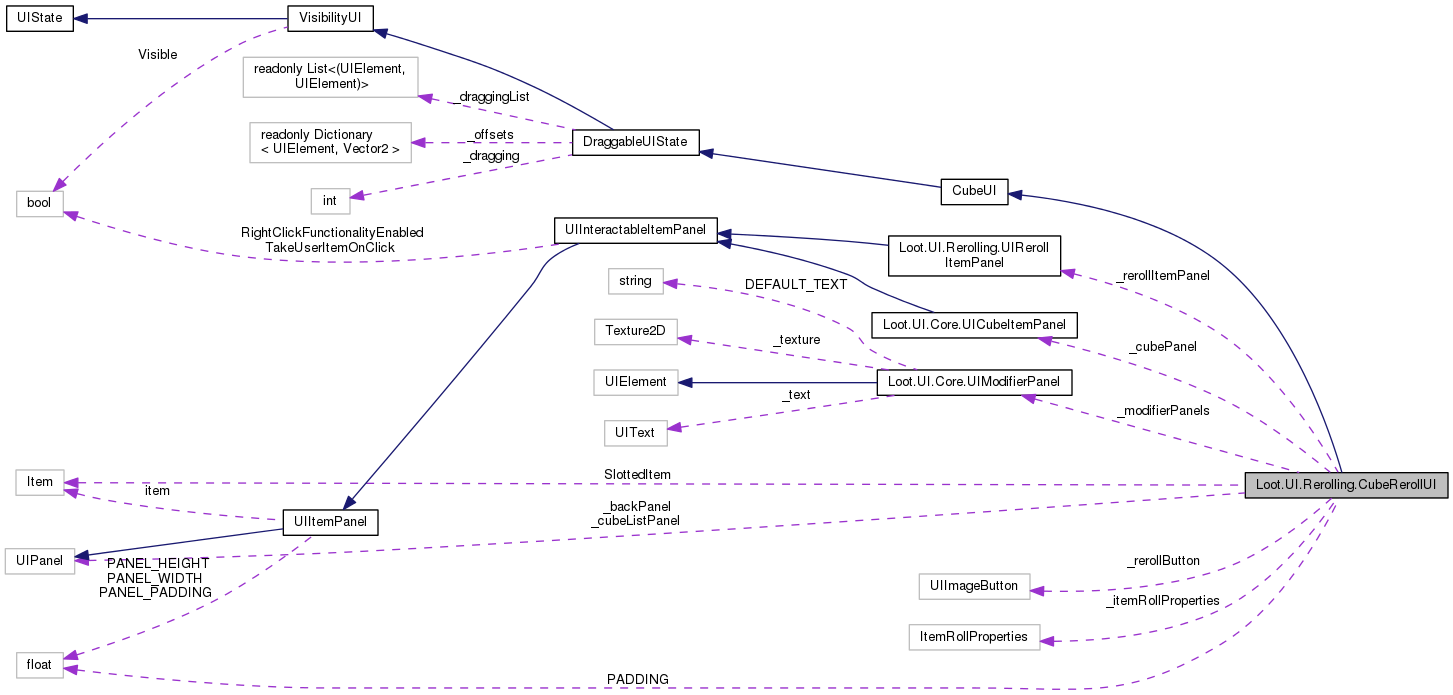 UIState
VisibilityUI
Visible
readonly List<(UIElement,
UIElement)>
_draggingList
readonly Dictionary
< UIElement, Vector2 >
_offsets
_dragging
DraggableUIState
int
bool
CubeUI
RightClickFunctionalityEnabled
TakeUserItemOnClick
UIInteractableItemPanel
Loot.UI.Rerolling.UIReroll
ItemPanel
_rerollItemPanel
string
DEFAULT_TEXT
Loot.UI.Core.UICubeItemPanel
Texture2D
_texture
_cubePanel
UIElement
Loot.UI.Core.UIModifierPanel
_text
_modifierPanels
UIText
Item
item
SlottedItem
Loot.UI.Rerolling.CubeRerollUI
_backPanel
_cubeListPanel
UIItemPanel
UIPanel
PANEL_HEIGHT
PANEL_WIDTH
PANEL_PADDING
_rerollButton
UIImageButton
_itemRollProperties
ItemRollProperties
float
PADDING